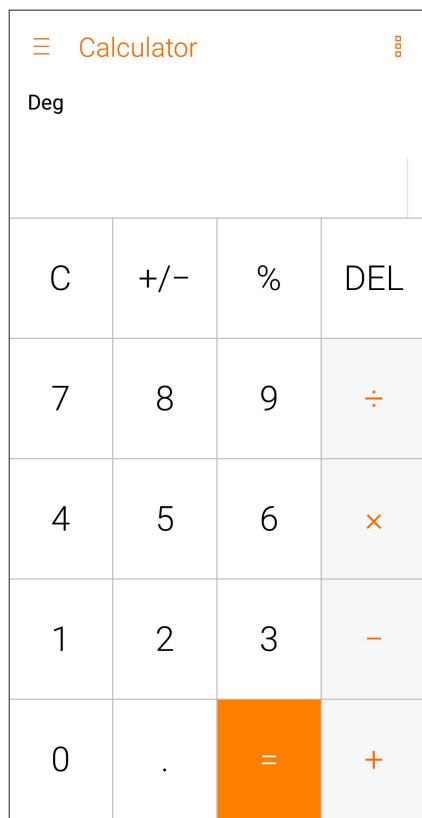 Calculator
Deg
C +/− % DEL
7 8 9 ÷
4 5 6 ×
1 2 3 −
0 . = +